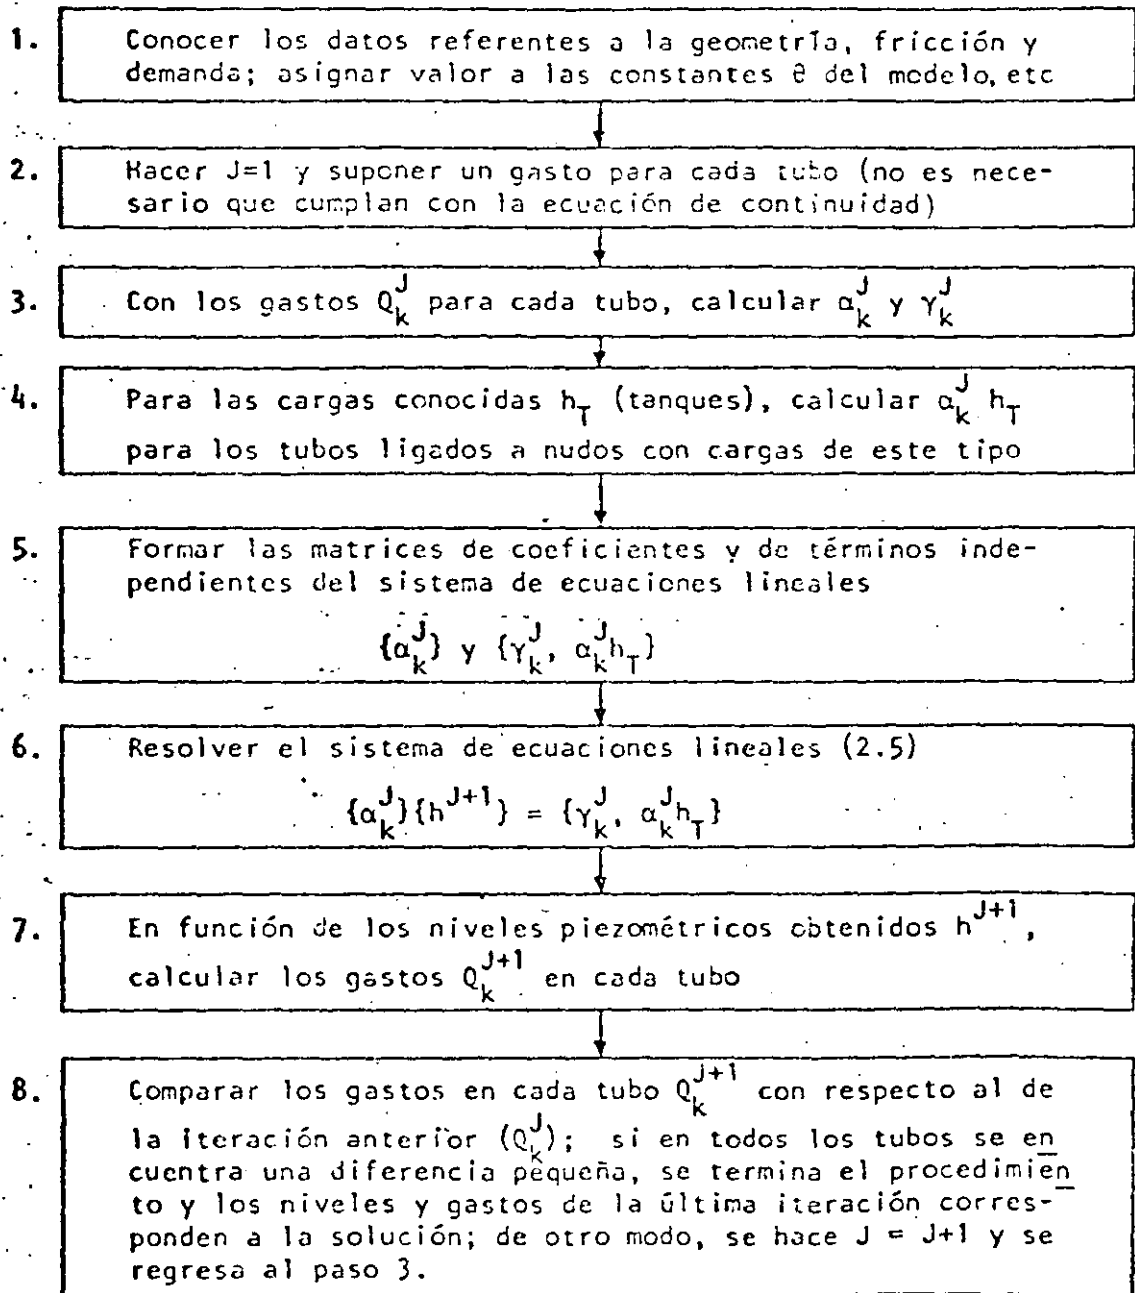 1. Conocer los datos referentes a la geometría, fricción y
demanda; asignar valor a las constantes θ del modelo, etc
2. Hacer J=1 y suponer un gasto para cada tubo (no es nece-
sario que cumplan con la ecuación de continuidad)
3. Con los gastos Q_k^J para cada tubo, calcular α_k^J y γ_k^J
4. Para las cargas conocidas h_T (tanques), calcular α_k^J h_T
para los tubos ligados a nudos con cargas de este tipo
5. Formar las matrices de coeficientes y de términos inde-
pendientes del sistema de ecuaciones lineales
{α_k^J} y {γ_k^J, α_k^J h_T}
6. Resolver el sistema de ecuaciones lineales (2.5)
{α_k^J}{h^{J+1}} = {γ_k^J, α_k^J h_T}
7. En función de los niveles piezométricos obtenidos h^{J+1},
calcular los gastos Q_k^{J+1} en cada tubo
8. Comparar los gastos en cada tubo Q_k^{J+1} con respecto al de
la iteración anterior (Q_k^J); si en todos los tubos se en
cuentra una diferencia pequeña, se termina el procedimien
to y los niveles y gastos de la última iteración corres-
ponden a la solución; de otro modo, se hace J = J+1 y se
regresa al paso 3.